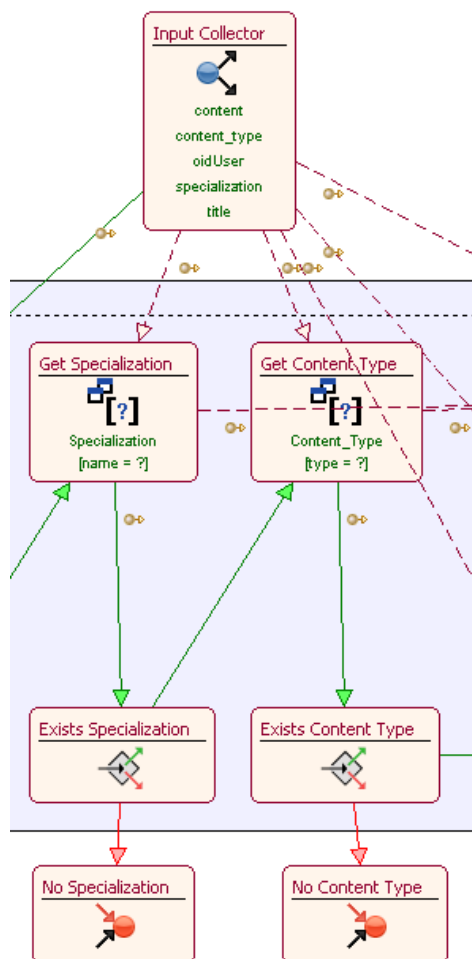 Input Collector
content
content_type
oidUser
specialization
title
Get Specialization
[?]
Specialization
[name = ?]
Get Content Type
[?]
Content_Type
[type = ?]
Exists Specialization
Exists Content Type
No Specialization
No Content Type